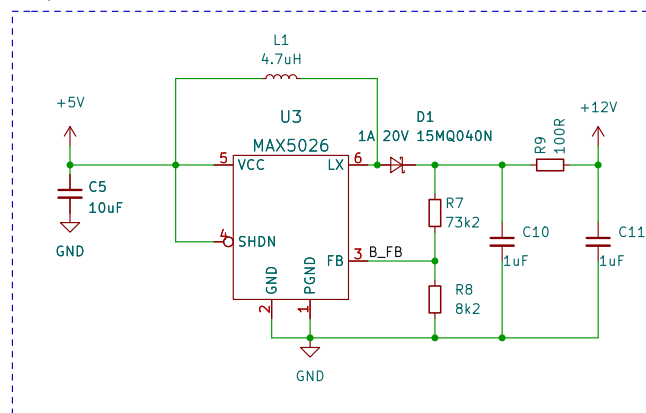 L1
4.7uH
+5V
U3
MAX5026
D1
1A 20V 15MQ040N
R9
100R
+12V
5
VCC
LX
6
C5
10uF
GND
R7
73k2
4
SHDN
FB
3
B_FB
C10
1uF
C11
1uF
GND
PGND
R8
8k2
2
1
GND